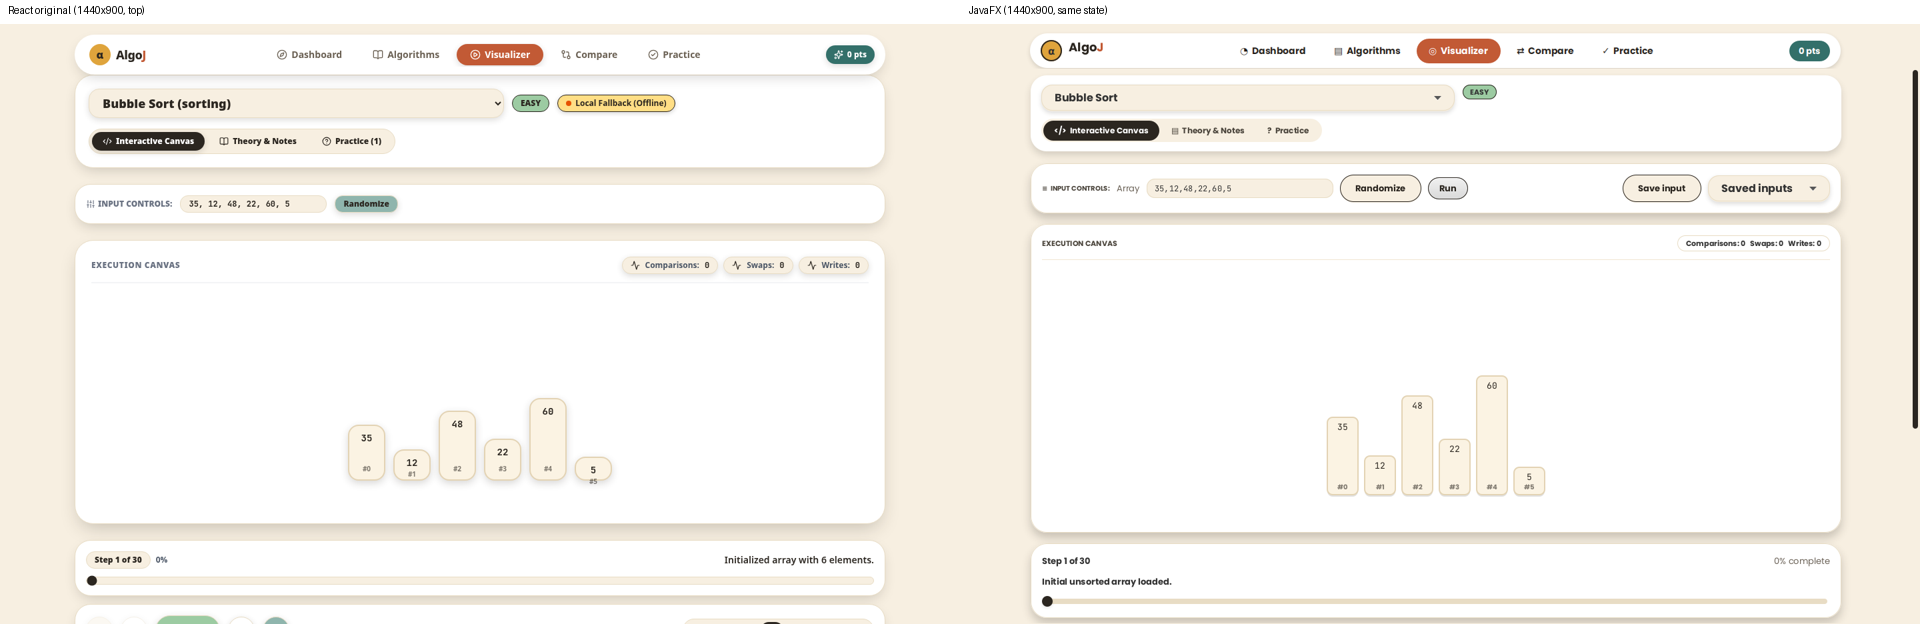 React original (1440x900, top)
α AlgoJ Dashboard Algorithms Visualizer Compare Practice 0 pts
Bubble Sort (sorting) EASY Local Fallback (Offline)
Interactive Canvas Theory & Notes Practice (1)
INPUT CONTROLS: 35, 12, 48, 22, 60, 5 Randomize
EXECUTION CANVAS Comparisons: 0 Swaps: 0 Writes: 0
60
48
35
22
12
5
#0 #1 #2 #3 #4 #5
Step 1 of 30 0% Initialized array with 6 elements.
JavaFX (1440x900, same state)
α AlgoJ Dashboard Algorithms Visualizer Compare Practice 0 pts
Bubble Sort EASY
</> Interactive Canvas Theory & Notes ? Practice
INPUT CONTROLS: Array 35,12,48,22,60,5 Randomize Run Save input Saved inputs
EXECUTION CANVAS Comparisons: 0 Swaps: 0 Writes: 0
60
48
35
22
12
5
#0 #1 #2 #3 #4 #5
Step 1 of 30 0% complete
Initial unsorted array loaded.